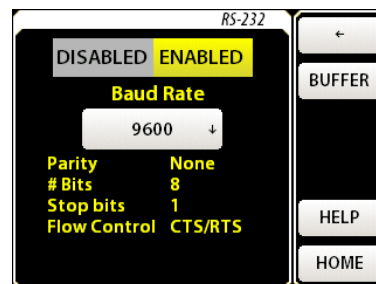 RS-232
←
DISABLED ENABLED
BUFFER
Baud Rate
9600 ↓
Parity None
# Bits 8
Stop bits 1
Flow Control CTS/RTS
HELP
HOME